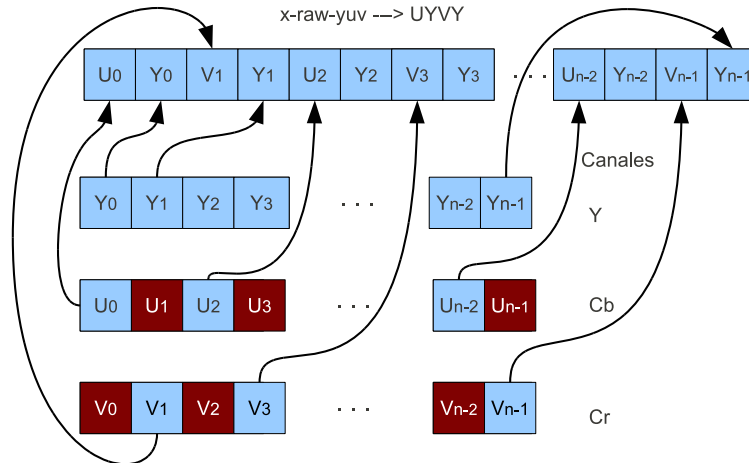 x-raw-yuv ---> UYVY
U0 Y0 V1 Y1 U2 Y2 V3 Y3 · · · Un-2 Yn-2 Vn-1 Yn-1
Canales
Y0 Y1 Y2 Y3 · · · Yn-2 Yn-1
Y
U0 U1 U2 U3 · · · Un-2 Un-1 Cb
V0 V1 V2 V3 · · · Vn-2 Vn-1 Cr